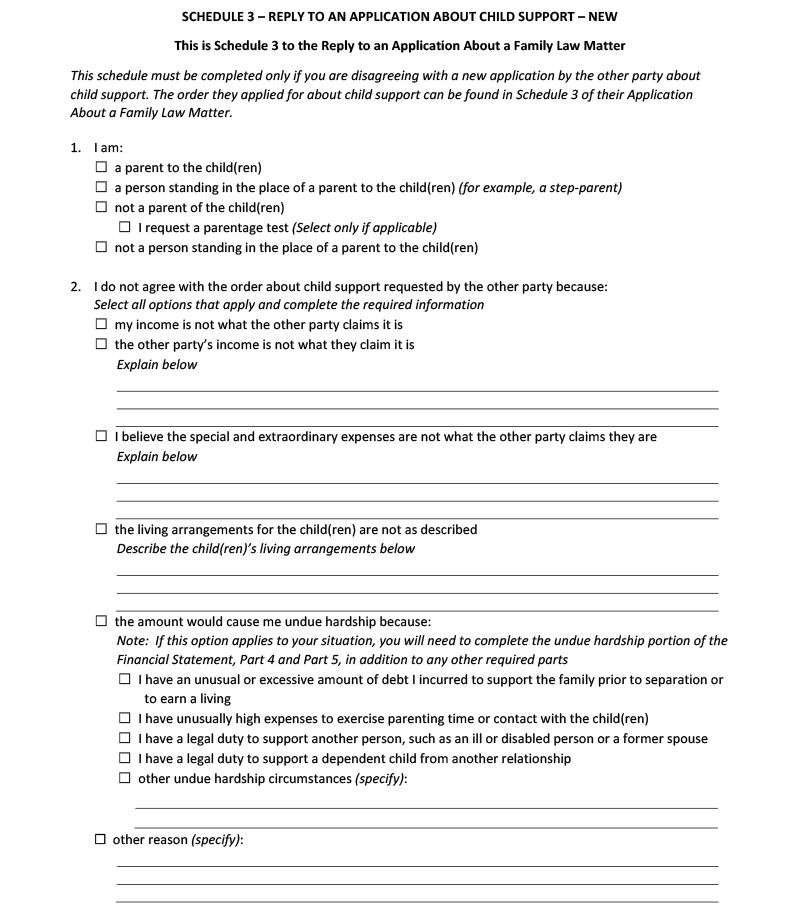 SCHEDULE 3 – REPLY TO AN APPLICATION ABOUT CHILD SUPPORT – NEW
This is Schedule 3 to the Reply to an Application About a Family Law Matter
This schedule must be completed only if you are disagreeing with a new application by the other party about
child support. The order they applied for about child support can be found in Schedule 3 of their Application
About a Family Law Matter.
1. I am:
☐ a parent to the child(ren)
☐ a person standing in the place of a parent to the child(ren) (for example, a step-parent)
☐ not a parent of the child(ren)
☐ I request a parentage test (Select only if applicable)
☐ not a person standing in the place of a parent to the child(ren)
2. I do not agree with the order about child support requested by the other party because:
Select all options that apply and complete the required information
☐ my income is not what the other party claims it is
☐ the other party’s income is not what they claim it is
Explain below
☐ I believe the special and extraordinary expenses are not what the other party claims they are
Explain below
☐ the living arrangements for the child(ren) are not as described
Describe the child(ren)’s living arrangements below
☐ the amount would cause me undue hardship because:
Note: If this option applies to your situation, you will need to complete the undue hardship portion of the
Financial Statement, Part 4 and Part 5, in addition to any other required parts
☐ I have an unusual or excessive amount of debt I incurred to support the family prior to separation or
to earn a living
☐ I have unusually high expenses to exercise parenting time or contact with the child(ren)
☐ I have a legal duty to support another person, such as an ill or disabled person or a former spouse
☐ I have a legal duty to support a dependent child from another relationship
☐ other undue hardship circumstances (specify):
☐ other reason (specify):